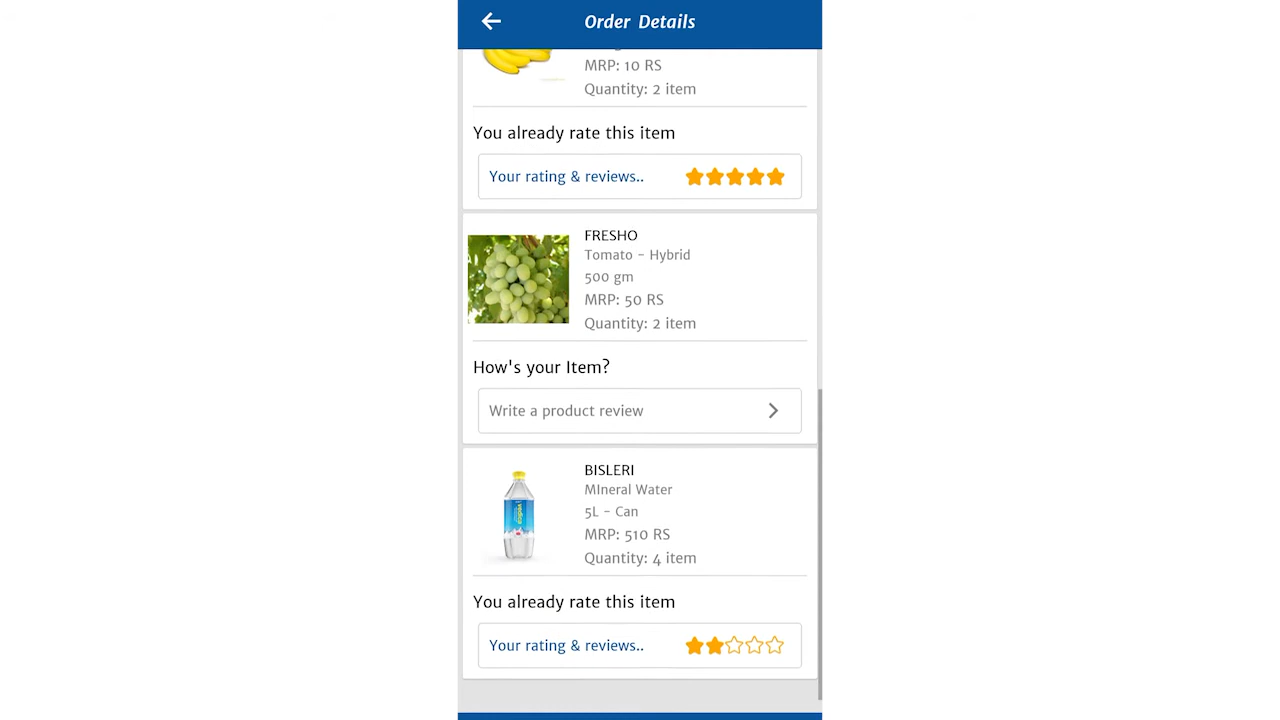 Order Details
MRP: 10 RS
Quantity: 2 item
You already rate this item
Your rating & reviews..
FRESHO
Tomato - Hybrid
500 gm
MRP: 50 RS
Quantity: 2 item
How's your Item?
Write a product review
BISLERI
MIneral Water
5L - Can
MRP: 510 RS
Quantity: 4 item
You already rate this item
Your rating & reviews..